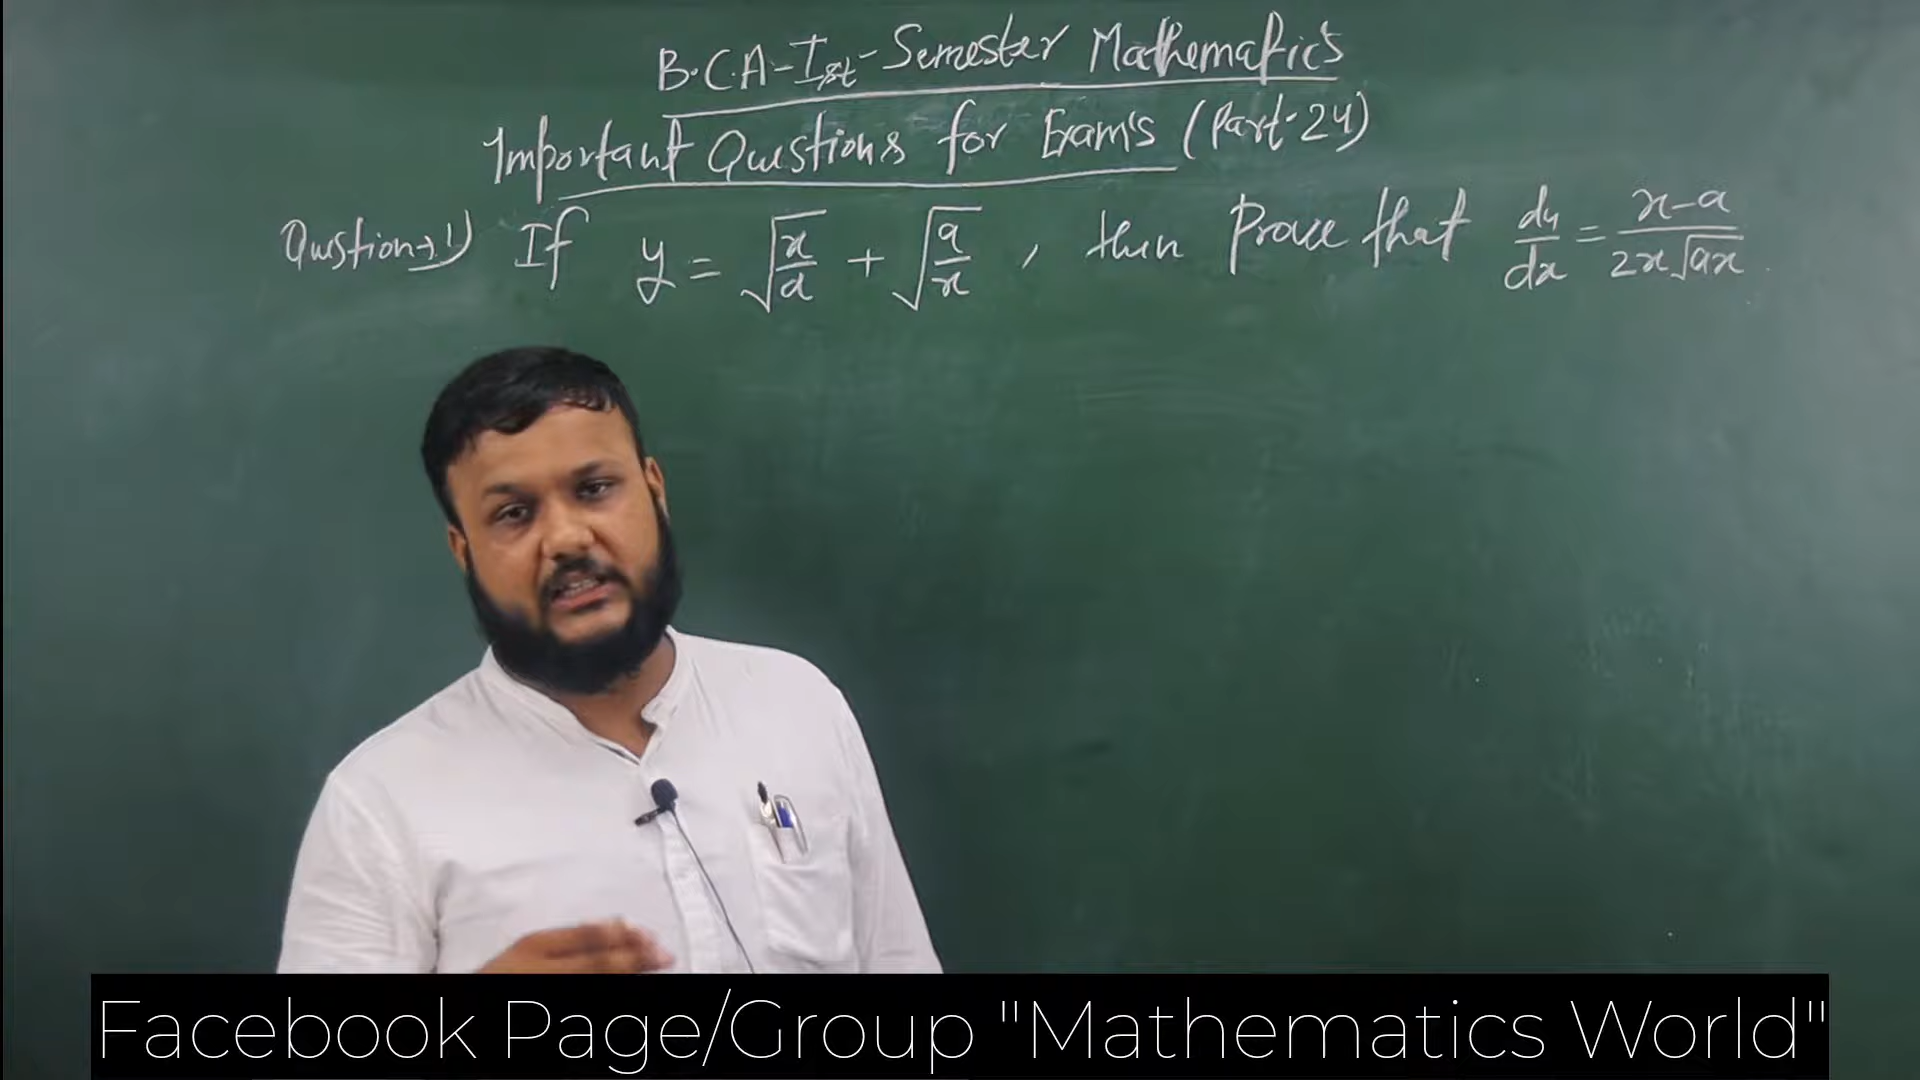 B.C.A-Ist-Semester Mathematics
Important Questions for Exam's (Part-24)
Question→1) If y = √(x/a) + √(a/x) , then Prove that dy/dx = (x-a)/(2x√(ax)).
Facebook Page/Group "Mathematics World"